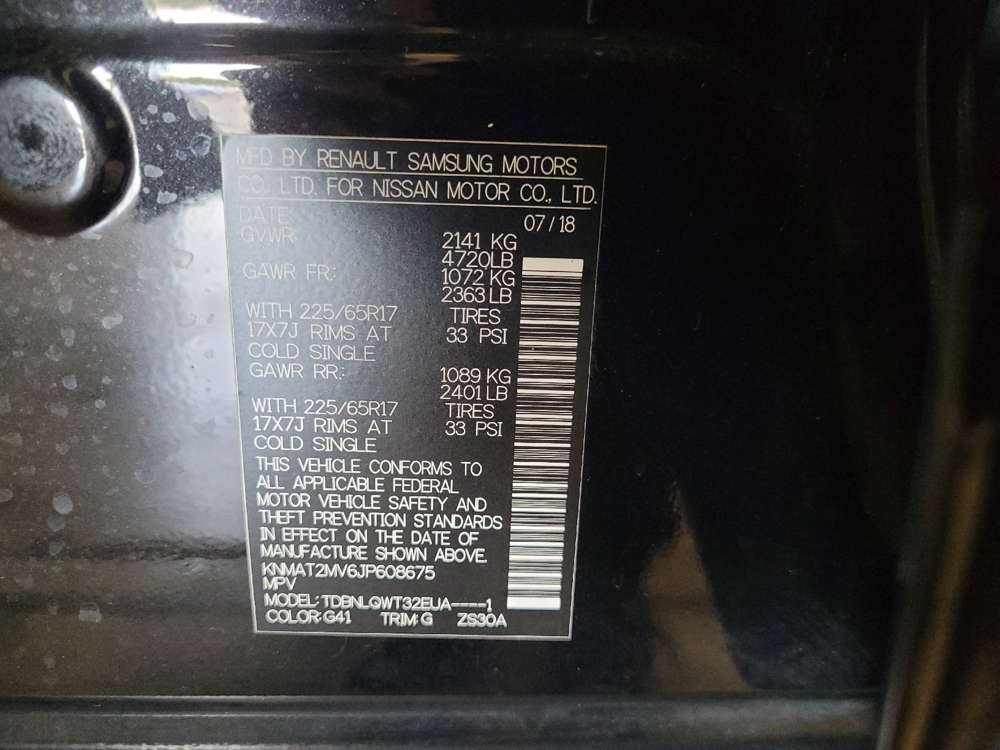 MFD BY RENAULT SAMSUNG MOTORS
CO., LTD. FOR NISSAN MOTOR CO., LTD.
DATE: 07/18
GVWR: 2141 KG
4720LB
GAWR FR: 1072 KG
2363 LB
WITH 225/65R17 TIRES
17X7J RIMS AT 33 PSI
COLD SINGLE
GAWR RR: 1089 KG
2401 LB
WITH 225/65R17 TIRES
17X7J RIMS AT 33 PSI
COLD SINGLE
THIS VEHICLE CONFORMS TO
ALL APPLICABLE FEDERAL
MOTOR VEHICLE SAFETY AND
THEFT PREVENTION STANDARDS
IN EFFECT ON THE DATE OF
MANUFACTURE SHOWN ABOVE.
KNMAT2MV6JP608675
MPV
MODEL: TDBNLQWT32EUA----1
COLOR: G41 TRIM: G ZS30A